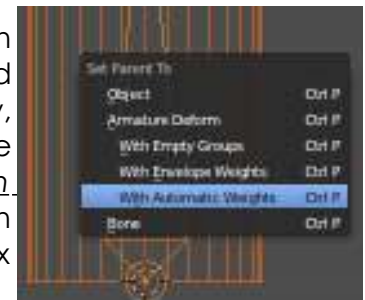 n
d
y,
e
n
n
x
Set Parent To
Object Ctrl P
Armature Deform Ctrl P
With Empty Groups Ctrl P
With Envelope Weights Ctrl P
With Automatic Weights Ctrl P
Bone Ctrl P